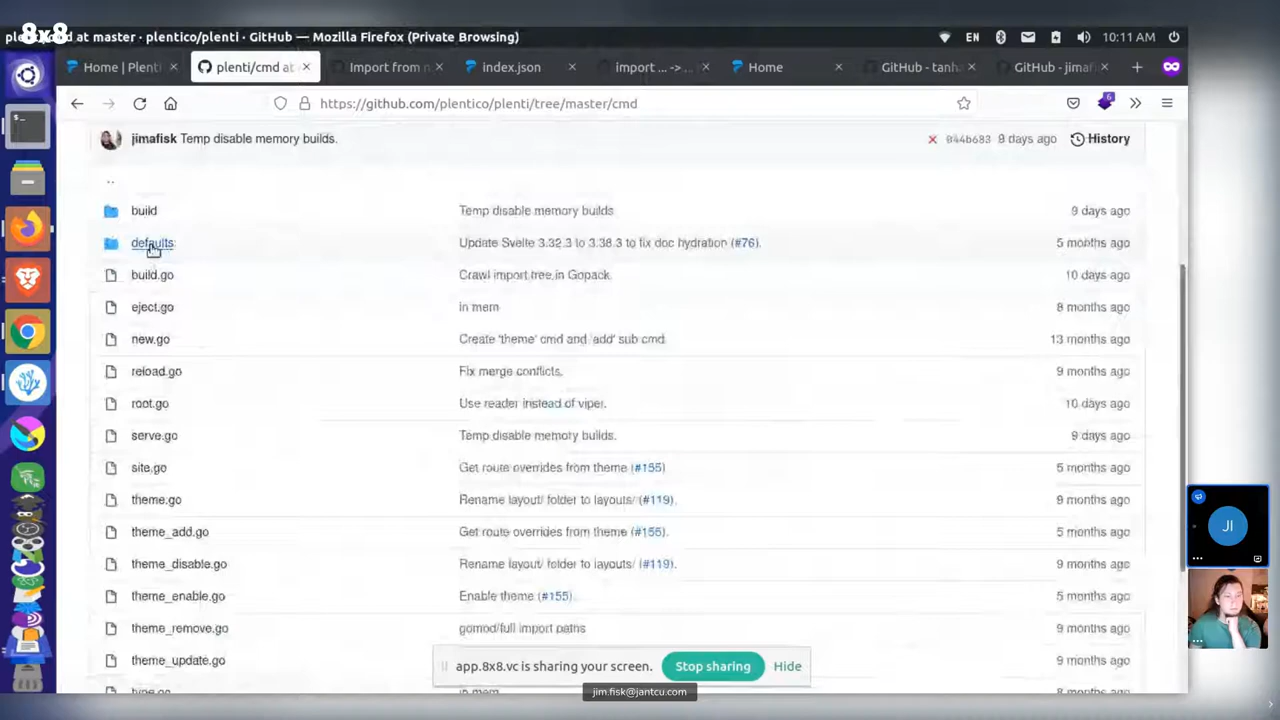 8x8
plenti/cmd at master · plentico/plenti · GitHub — Mozilla Firefox (Private Browsing)
EN
10:11 AM
Home | Plenti
plenti/cmd at
Import from n
index.json
import ... -> ...
Home
GitHub - tanh
GitHub - jimaf
https://github.com/plentico/plenti/tree/master/cmd
6
jimafisk Temp disable memory builds.
044b683 9 days ago History
..
build Temp disable memory builds 9 days ago
defaults Update Svelte 3.32.3 to 3.38.3 to fix doc hydration (#76). 5 months ago
build.go Crawl import tree in Gopack. 10 days ago
eject.go in mem 8 months ago
new.go Create 'theme' cmd and 'add' sub cmd. 13 months ago
reload.go Fix merge conflicts. 9 months ago
root.go Use reader instead of viper. 10 days ago
serve.go Temp disable memory builds. 9 days ago
site.go Get route overrides from theme (#155) 5 months ago
theme.go Rename layout/ folder to layouts/ (#119). 9 months ago
theme_add.go Get route overrides from theme (#155). 5 months ago
theme_disable.go Rename layout/ folder to layouts/ (#119). 9 months ago
theme_enable.go Enable theme (#155). 5 months ago
theme_remove.go gomod/full import paths 9 months ago
theme_update.go 9 months ago
type.go in mem 8 months ago
app.8x8.vc is sharing your screen. Stop sharing Hide
jim.fisk@jantcu.com
JI